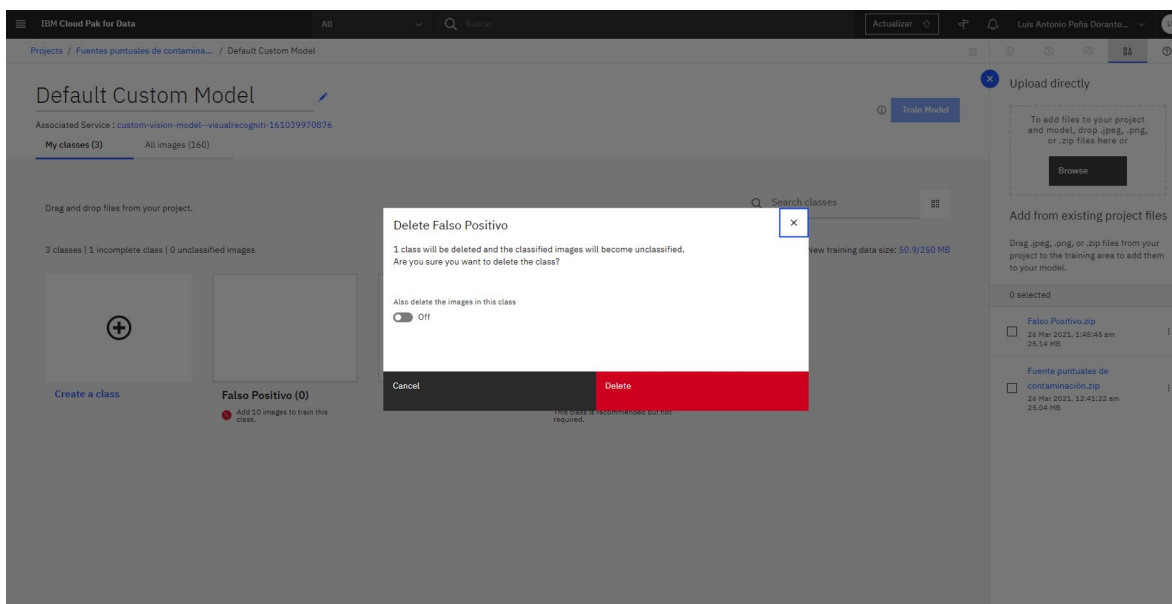 IBM Cloud Pak for Data
All
Buscar
Actualizar
Luis Antonio Peña Dorante...
Projects / Fuentes puntuales de contamina... / Default Custom Model
Default Custom Model
Train Model
Associated Service : custom-vision-model--visualrecogniti-161039970876
My classes (3)
All images (160)
Drag and drop files from your project.
Search classes
3 classes | 1 incomplete class | 0 unclassified images
New training data size: 50.9/250 MB
Create a class
Falso Positivo (0)
Add 10 images to train this
class.
This class is recommended but not
required.
Delete Falso Positivo
1 class will be deleted and the classified images will become unclassified.
Are you sure you want to delete the class?
Also delete the images in this class
Off
Cancel
Delete
Upload directly
To add files to your project
and model, drop .jpeg, .png,
or .zip files here or
Browse
Add from existing project files
Drag .jpeg, .png, or .zip files from your
project to the training area to add them
to your model.
0 selected
Falso Positivo.zip
26 Mar 2021, 1:45:45 am
25.14 MB
Fuente puntuales de
contaminación.zip
26 Mar 2021, 12:41:22 am
25.04 MB